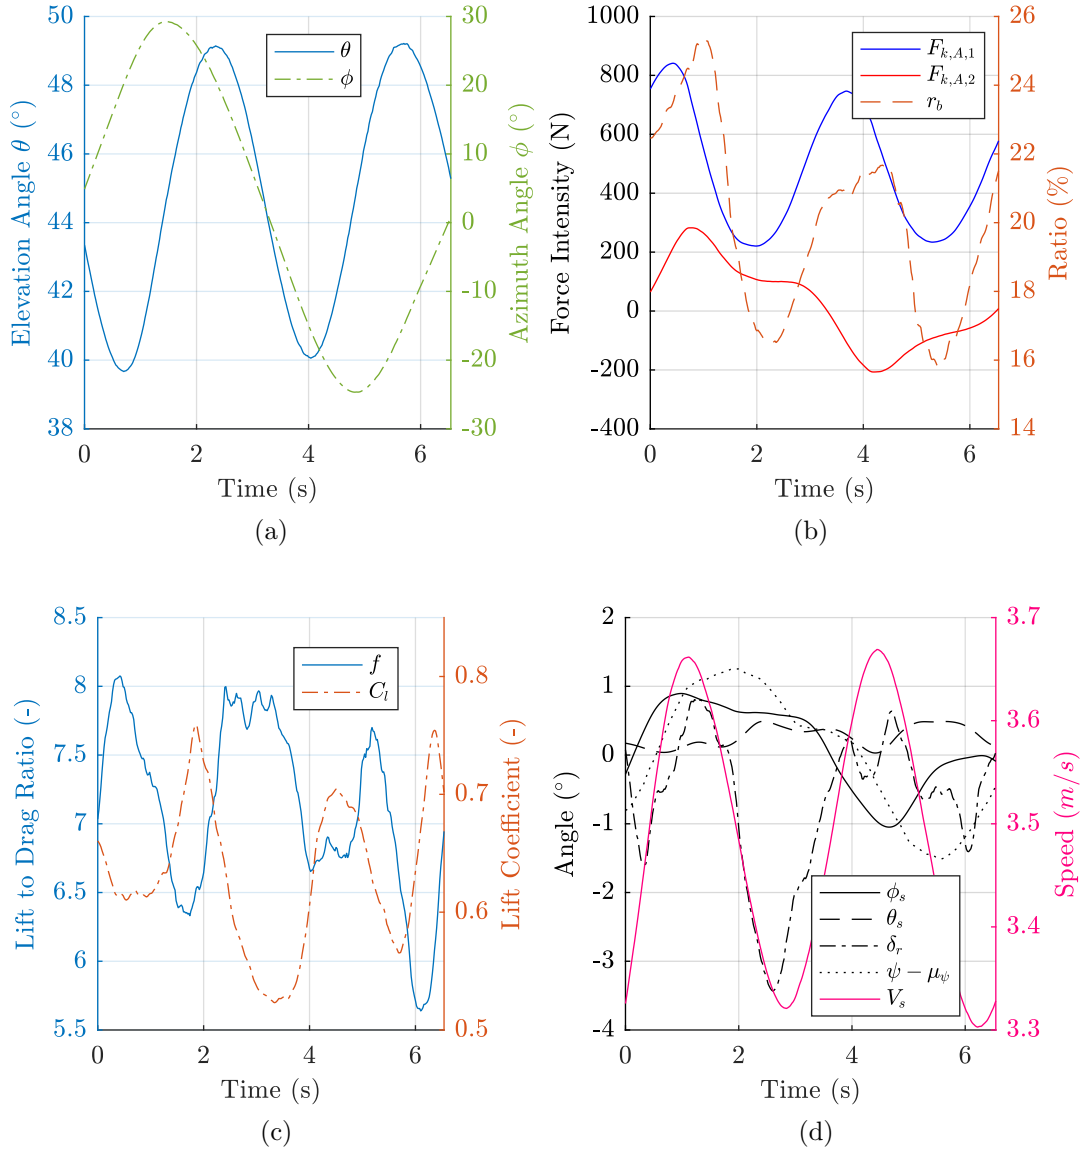 50
48
46
44
42
40
38
30
20
10
0
-10
-20
-30
0
2
4
6
Elevation Angle θ (°)
Azimuth Angle ϕ (°)
Time (s)
θ
ϕ
(a)
1000
800
600
400
200
0
-200
-400
26
24
22
20
18
16
14
0
2
4
6
Force Intensity (N)
Ratio (%)
Time (s)
F_{k,A,1}
F_{k,A,2}
r_b
(b)
8.5
8
7.5
7
6.5
6
5.5
0.8
0.7
0.6
0.5
0
2
4
6
Lift to Drag Ratio (-)
Lift Coefficient (-)
Time (s)
f
C_l
(c)
2
1
0
-1
-2
-3
-4
3.7
3.6
3.5
3.4
3.3
0
2
4
6
Angle (°)
Speed (m/s)
Time (s)
ϕ_s
θ_s
δ_r
ψ − μ_ψ
V_s
(d)